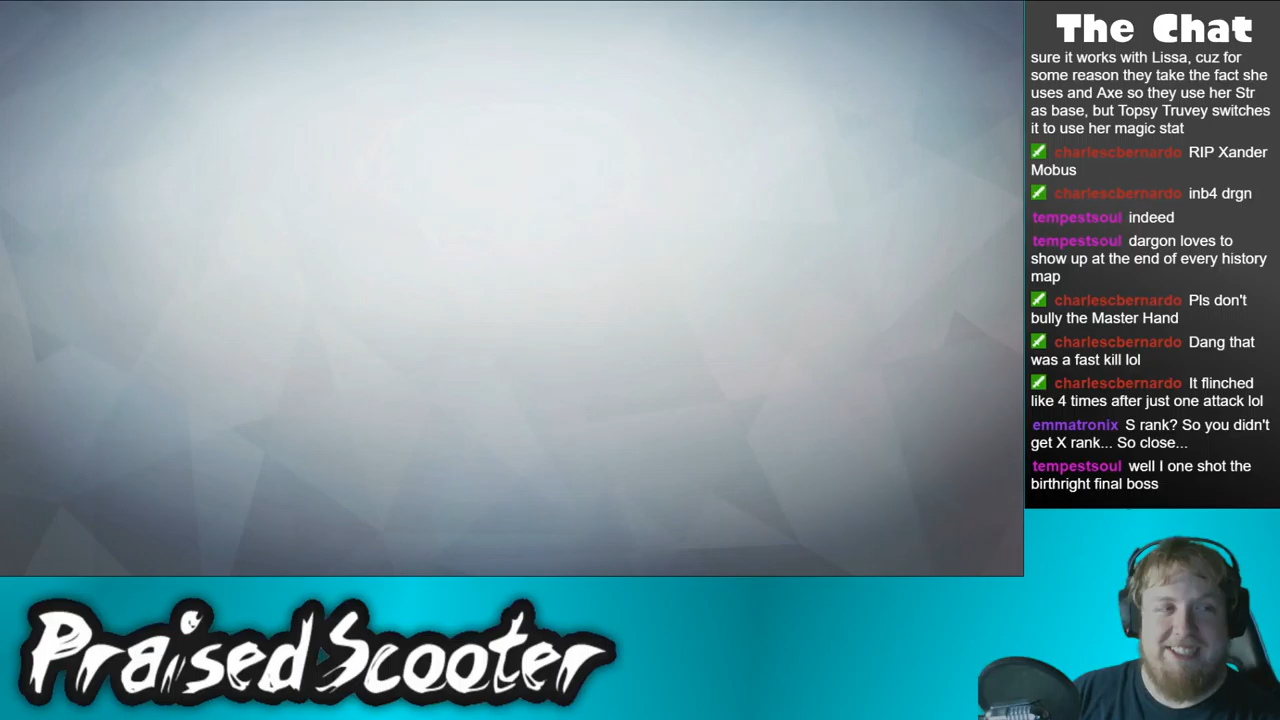 The Chat
sure it works with Lissa, cuz for
some reason they take the fact she
uses and Axe so they use her Str
as base, but Topsy Truvey switches
it to use her magic stat
charlescbernardo RIP Xander
Mobus
charlescbernardo inb4 drgn
tempestsoul indeed
tempestsoul dargon loves to
show up at the end of every history
map
charlescbernardo Pls don't
bully the Master Hand
charlescbernardo Dang that
was a fast kill lol
charlescbernardo It flinched
like 4 times after just one attack lol
emmatronix S rank? So you didn't
get X rank... So close...
tempestsoul well I one shot the
birthright final boss
PraisedScooter